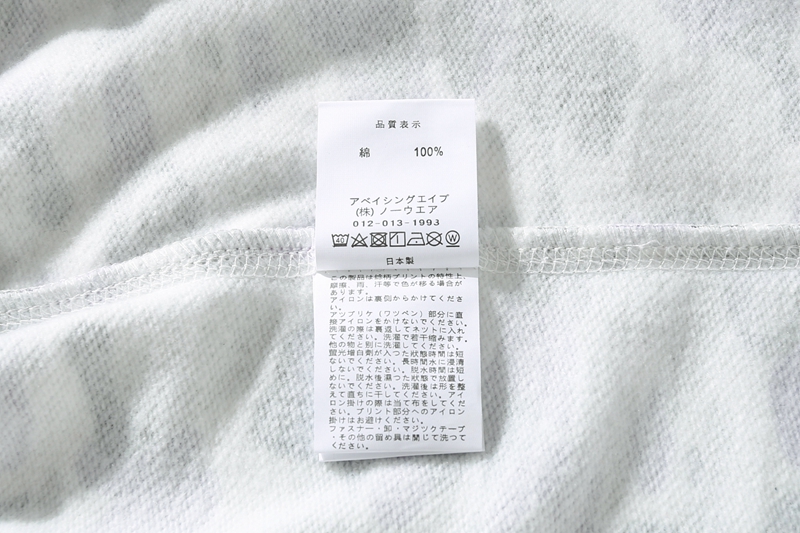 品質表示
綿 100%
アベイシングエイプ
(株) ノーウエア
012-013-1993
40 W
日本製
この製品は総柄プリントの特性上、
摩擦、雨、汗等で色が移る場合が
あります。
アイロンは裏側からかけてくださ
い。
アップリケ(ワッペン)部分に直
接アイロンをかけないでください。
洗濯の際は裏返してネットに入れ
てください。洗濯で若干縮みます。
他の物と別に洗濯してください。
蛍光増白剤が入つた状態時間は短
ないでください。長時間水に浸漬
しないでください。脱水時間は短
めに。脱水後濡つた状態で放置し
ないでください。洗濯後は形を整
えて直ちに干してください。アイ
ロン掛けの際は当て布をしてくだ
さい。プリント部分へのアイロン
掛けはお避けください。
ファスナー・釦・マジックテープ
・その他の留め具は閉じて洗つて
ください。